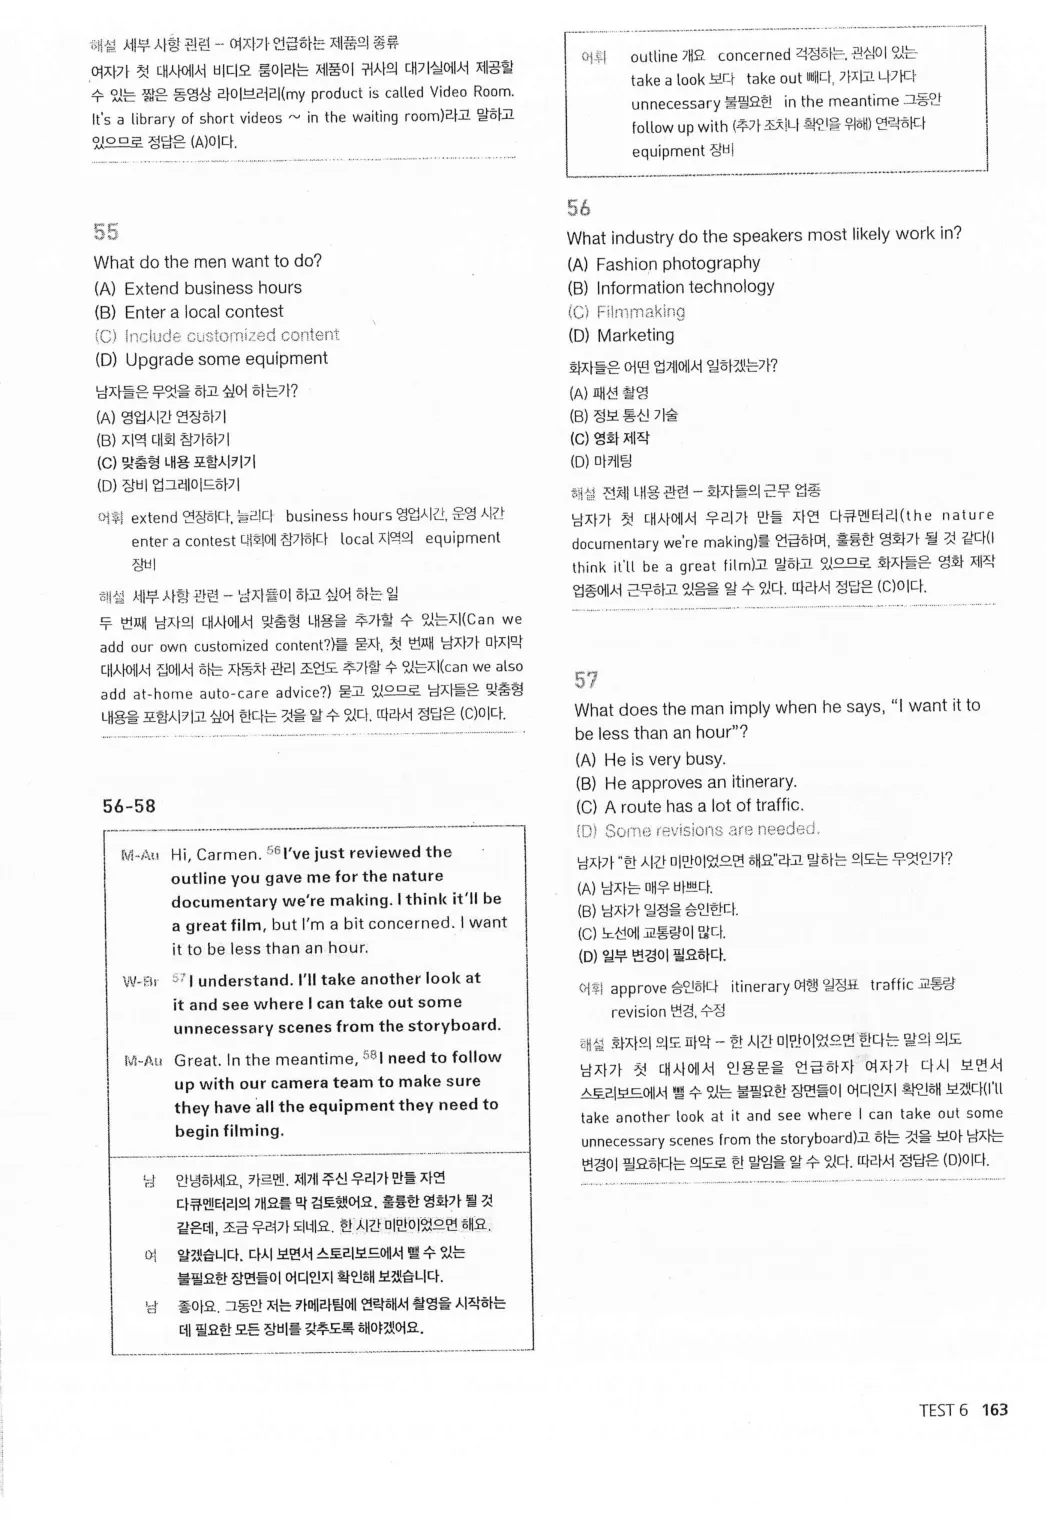 해설 세부 사항 관련 – 여자가 언급하는 제품의 종류
여자가 첫 대사에서 비디오 룸이라는 제품이 귀사의 대기실에서 제공할
수 있는 짧은 동영상 라이브러리(my product is called Video Room.
It's a library of short videos ~ in the waiting room)라고 말하고
있으므로 정답은 (A)이다.
55
What do the men want to do?
(A) Extend business hours
(B) Enter a local contest
(C) Include customized content
(D) Upgrade some equipment
남자들은 무엇을 하고 싶어 하는가?
(A) 영업시간 연장하기
(B) 지역 대회 참가하기
(C) 맞춤형 내용 포함시키기
(D) 장비 업그레이드하기
어휘 extend 연장하다, 늘리다 business hours 영업시간, 운영 시간
enter a contest 대회에 참가하다 local 지역의 equipment
장비
해설 세부 사항 관련 – 남자들이 하고 싶어 하는 일
두 번째 남자의 대사에서 맞춤형 내용을 추가할 수 있는지(Can we
add our own customized content?)를 묻자, 첫 번째 남자가 마지막
대사에서 집에서 하는 자동차 관리 조언도 추가할 수 있는지(can we also
add at-home auto-care advice?) 묻고 있으므로 남자들은 맞춤형
내용을 포함시키고 싶어 한다는 것을 알 수 있다. 따라서 정답은 (C)이다.
56-58
M-Au Hi, Carmen. 56 I've just reviewed the
outline you gave me for the nature
documentary we're making. I think it'll be
a great film, but I'm a bit concerned. I want
it to be less than an hour.
W-Br 57 I understand. I'll take another look at
it and see where I can take out some
unnecessary scenes from the storyboard.
M-Au Great. In the meantime, 58 I need to follow
up with our camera team to make sure
they have all the equipment they need to
begin filming.
남 안녕하세요, 카르멘. 제게 주신 우리가 만들 자연
다큐멘터리의 개요를 막 검토했어요. 훌륭한 영화가 될 것
같은데, 조금 우려가 되네요. 한 시간 미만이었으면 해요.
여 알겠습니다. 다시 보면서 스토리보드에서 뺄 수 있는
불필요한 장면들이 어디인지 확인해 보겠습니다.
남 좋아요. 그동안 저는 카메라팀에 연락해서 촬영을 시작하는
데 필요한 모든 장비를 갖추도록 해야겠어요.
어휘 outline 개요 concerned 걱정하는, 관심이 있는
take a look 보다 take out 빼다, 가지고 나가다
unnecessary 불필요한 in the meantime 그동안
follow up with (추가 조치나 확인을 위해) 연락하다
equipment 장비
56
What industry do the speakers most likely work in?
(A) Fashion photography
(B) Information technology
(C) Filmmaking
(D) Marketing
화자들은 어떤 업계에서 일하겠는가?
(A) 패션 촬영
(B) 정보 통신 기술
(C) 영화 제작
(D) 마케팅
해설 전체 내용 관련 – 화자들의 근무 업종
남자가 첫 대사에서 우리가 만들 자연 다큐멘터리(the nature
documentary we're making)를 언급하며, 훌륭한 영화가 될 것 같다(I
think it'll be a great film)고 말하고 있으므로 화자들은 영화 제작
업종에서 근무하고 있음을 알 수 있다. 따라서 정답은 (C)이다.
57
What does the man imply when he says, "I want it to
be less than an hour"?
(A) He is very busy.
(B) He approves an itinerary.
(C) A route has a lot of traffic.
(D) Some revisions are needed.
남자가 "한 시간 미만이었으면 해요"라고 말하는 의도는 무엇인가?
(A) 남자는 매우 바쁘다.
(B) 남자가 일정을 승인한다.
(C) 노선에 교통량이 많다.
(D) 일부 변경이 필요하다.
어휘 approve 승인하다 itinerary 여행 일정표 traffic 교통량
revision 변경, 수정
해설 화자의 의도 파악 – 한 시간 미만이었으면 한다는 말의 의도
남자가 첫 대사에서 인용문을 언급하자 여자가 다시 보면서
스토리보드에서 뺄 수 있는 불필요한 장면들이 어디인지 확인해 보겠다(I'll
take another look at it and see where I can take out some
unnecessary scenes from the storyboard)고 하는 것을 보아 남자는
변경이 필요하다는 의도로 한 말임을 알 수 있다. 따라서 정답은 (D)이다.
TEST 6 163